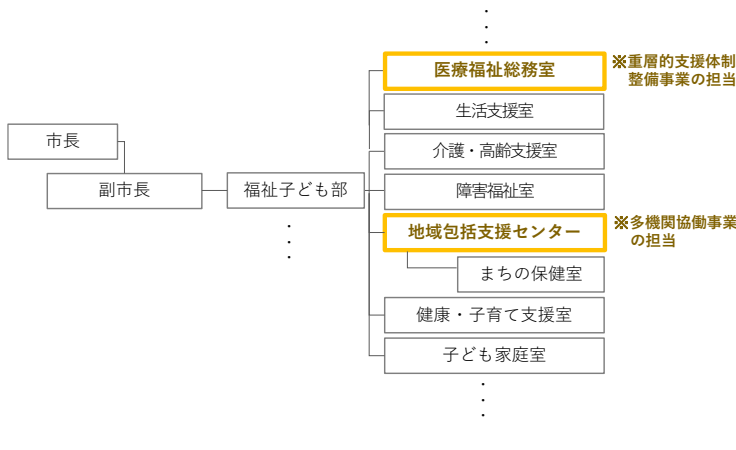 医療福祉総務室
※重層的支援体制
整備事業の担当
生活支援室
市長
介護・高齢支援室
副市長
福祉子ども部
障害福祉室
地域包括支援センター
※多機関協働事業
の担当
まちの保健室
健康・子育て支援室
子ども家庭室